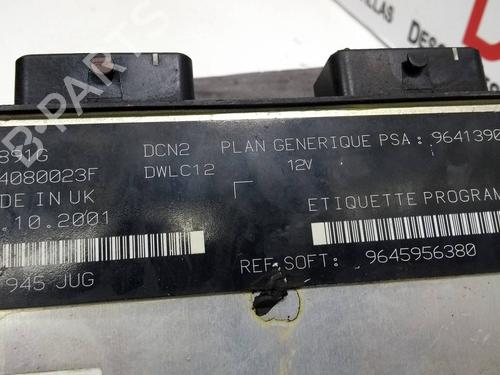 B-PARTS
891G DCN2 PLAN GENERIQUE PSA: 9641390
4080023F DWLC12 12V
DE IN UK
.10.2001 ETIQUETTE PROGRAM
945 JUG REF.SOFT: 9645956380